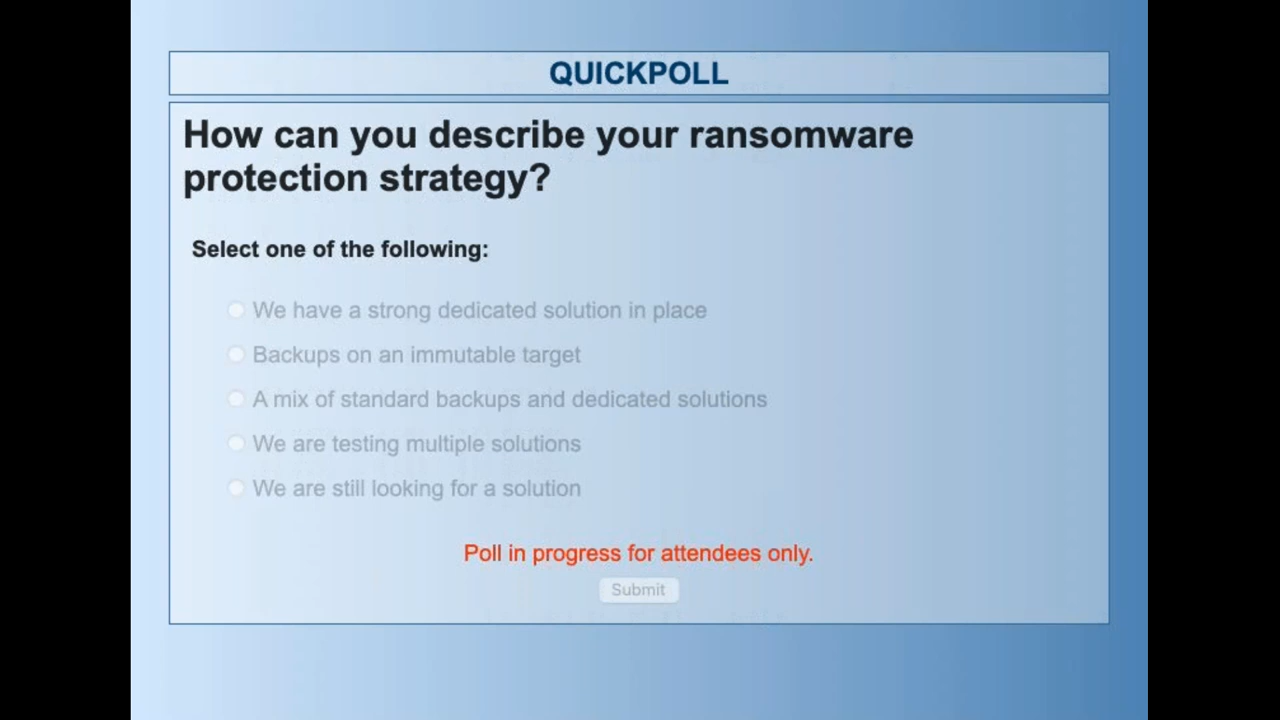 QUICKPOLL
How can you describe your ransomware
protection strategy?
Select one of the following:
We have a strong dedicated solution in place
Backups on an immutable target
A mix of standard backups and dedicated solutions
We are testing multiple solutions
We are still looking for a solution
Poll in progress for attendees only.
Submit